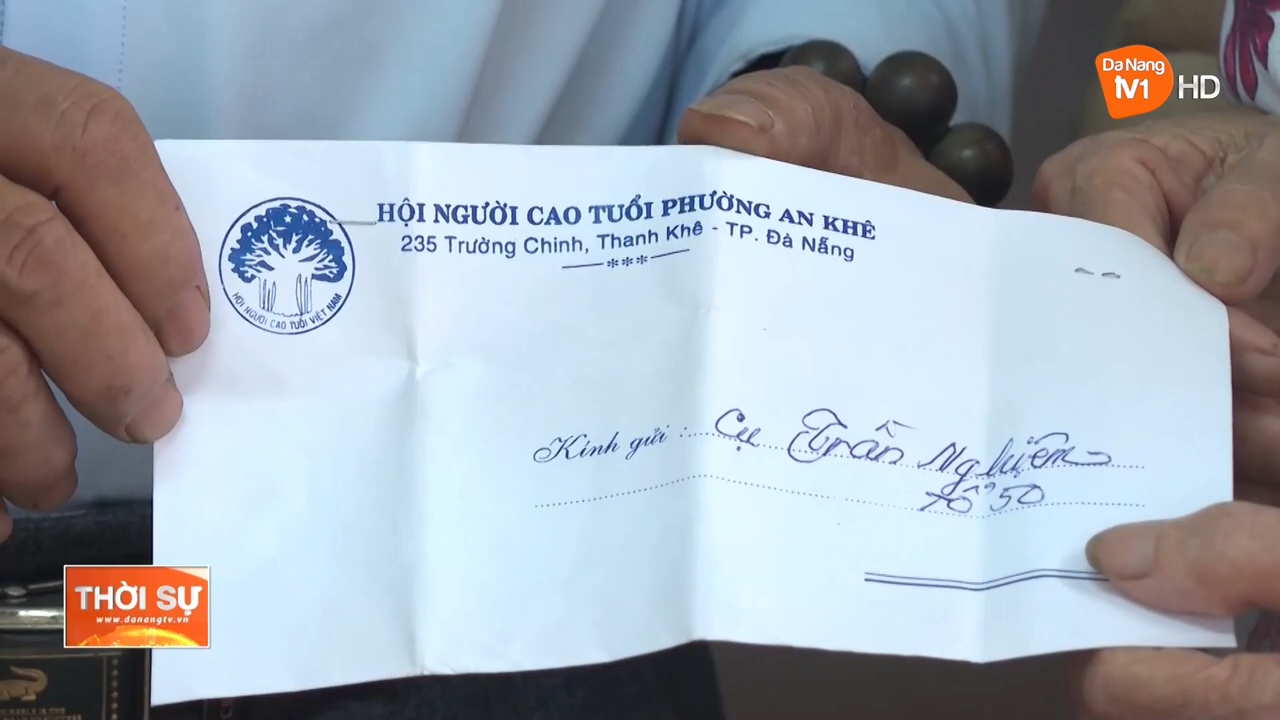 Da Nang
TV1 HD
HỘI NGƯỜI CAO TUỔI PHƯỜNG AN KHÊ
235 Trường Chinh, Thanh Khê - TP. Đà Nẵng
***
HỘI NGƯỜI CAO TUỔI VIỆT NAM
Kính gửi : Cụ Trần Nghiệm
Tổ 50
THỜI SỰ
www.danangtv.vn